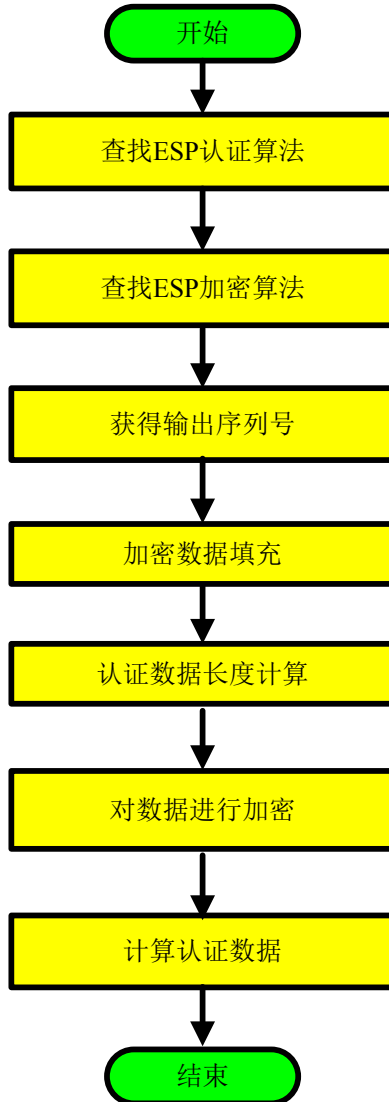 开始
查找ESP认证算法
查找ESP加密算法
获得输出序列号
加密数据填充
认证数据长度计算
对数据进行加密
计算认证数据
结束